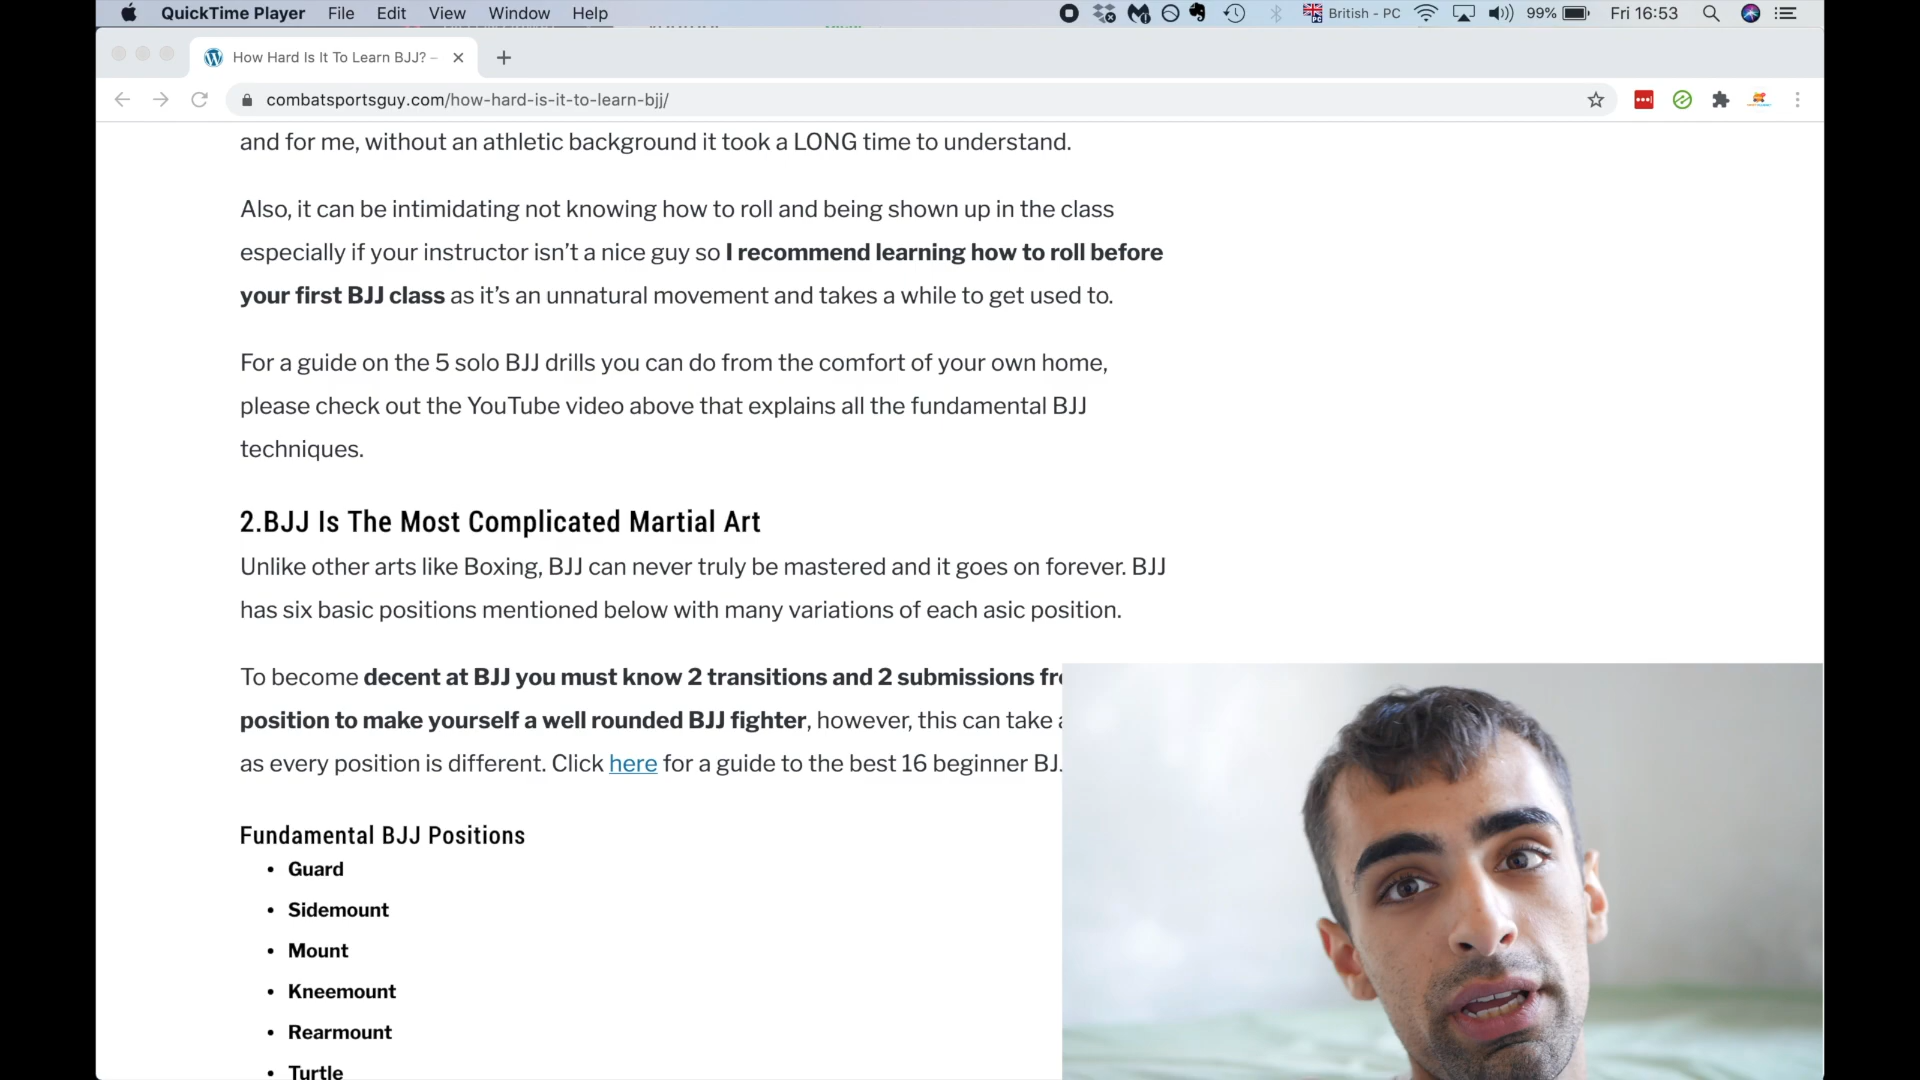 QuickTime Player File Edit View Window Help British - PC 99% Fri 16:53
How Hard Is It To Learn BJJ? –
combatsportsguy.com/how-hard-is-it-to-learn-bjj/
and for me, without an athletic background it took a LONG time to understand.
Also, it can be intimidating not knowing how to roll and being shown up in the class
especially if your instructor isn't a nice guy so I recommend learning how to roll before
your first BJJ class as it's an unnatural movement and takes a while to get used to.
For a guide on the 5 solo BJJ drills you can do from the comfort of your own home,
please check out the YouTube video above that explains all the fundamental BJJ
techniques.
2.BJJ Is The Most Complicated Martial Art
Unlike other arts like Boxing, BJJ can never truly be mastered and it goes on forever. BJJ
has six basic positions mentioned below with many variations of each asic position.
To become decent at BJJ you must know 2 transitions and 2 submissions
position to make yourself a well rounded BJJ fighter, however, this can take
as every position is different. Click here for a guide to the best 16 beginner
Fundamental BJJ Positions
• Guard
• Sidemount
• Mount
• Kneemount
• Rearmount
• Turtle